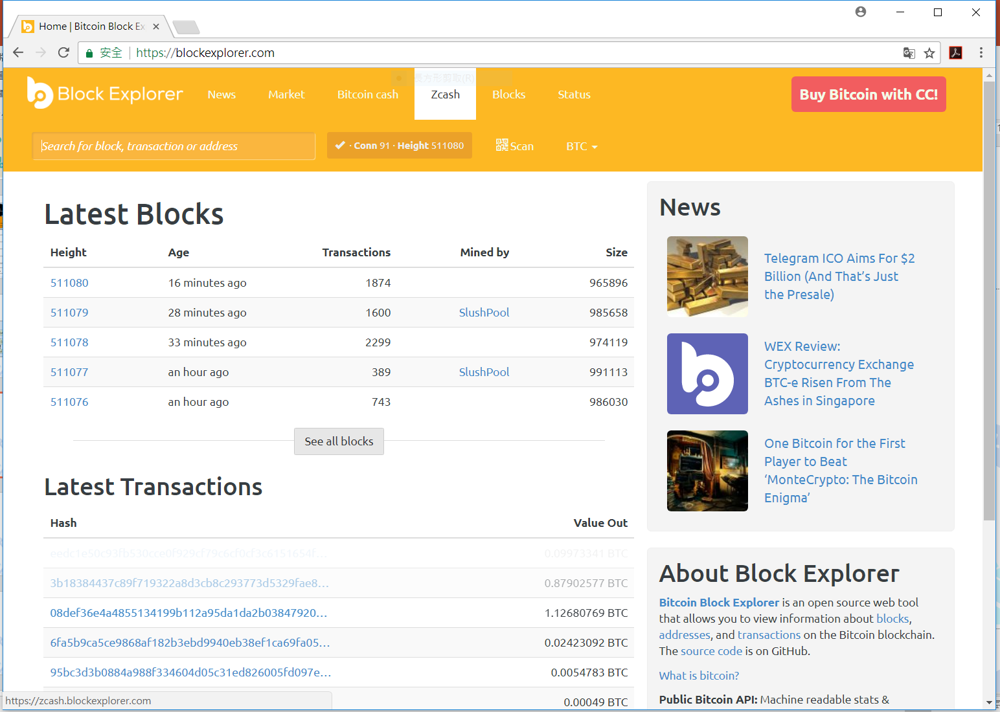 Home | Bitcoin Block Ex
安全 | https://blockexplorer.com
Block Explorer News Market Bitcoin cash Zcash Blocks Status Buy Bitcoin with CC!
長方形剪取(R)
Search for block, transaction or address · Conn 91 · Height 511080 Scan BTC
Latest Blocks
Height Age Transactions Mined by Size
511080 16 minutes ago 1874 965896
511079 28 minutes ago 1600 SlushPool 985658
511078 33 minutes ago 2299 974119
511077 an hour ago 389 SlushPool 991113
511076 an hour ago 743 986030
See all blocks
Latest Transactions
Hash Value Out
eedc1e50c93fb530cce0f929cf79c6cf0cf3c6151654f... 0.09973341 BTC
3b18384437c89f719322a8d3cb8c293773d5329fae8... 0.87902577 BTC
08def36e4a4855134199b112a95da1da2b03847920... 1.12680769 BTC
6fa5b9ca5ce9868af182b3ebd9940eb38ef1ca69fa05... 0.02423092 BTC
95bc3d3b0884a988f334604d05c31ed826005fd097e... 0.0054783 BTC
0.00049 BTC
https://zcash.blockexplorer.com
News
Telegram ICO Aims For $2
Billion (And That’s Just
the Presale)
WEX Review:
Cryptocurrency Exchange
BTC-e Risen From The
Ashes in Singapore
One Bitcoin for the First
Player to Beat
‘MonteCrypto: The Bitcoin
Enigma’
About Block Explorer
Bitcoin Block Explorer is an open source web tool
that allows you to view information about blocks,
addresses, and transactions on the Bitcoin blockchain.
The source code is on GitHub.
What is bitcoin?
Public Bitcoin API: Machine readable stats &